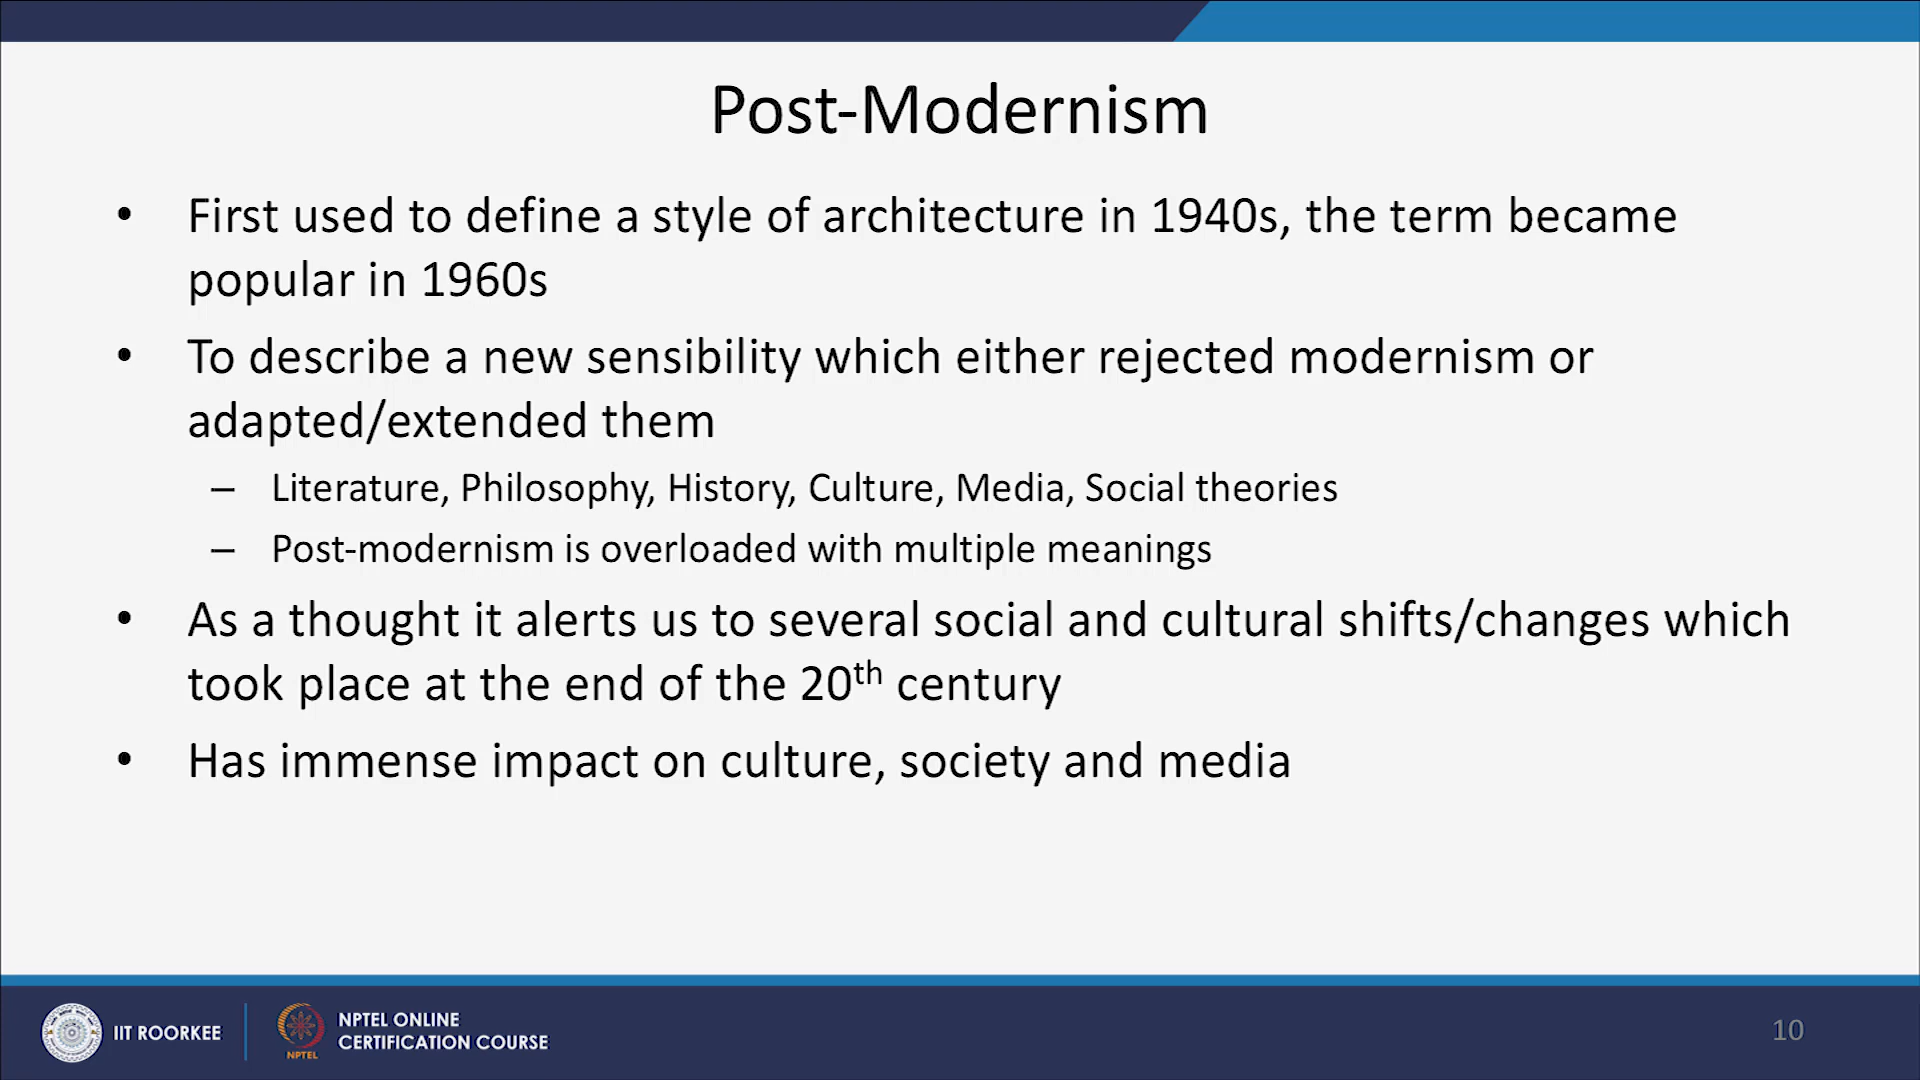 Post-Modernism
• First used to define a style of architecture in 1940s, the term became
popular in 1960s
• To describe a new sensibility which either rejected modernism or
adapted/extended them
– Literature, Philosophy, History, Culture, Media, Social theories
– Post-modernism is overloaded with multiple meanings
• As a thought it alerts us to several social and cultural shifts/changes which
took place at the end of the 20th century
• Has immense impact on culture, society and media
IIT ROORKEE
NPTEL
NPTEL ONLINE
CERTIFICATION COURSE
10